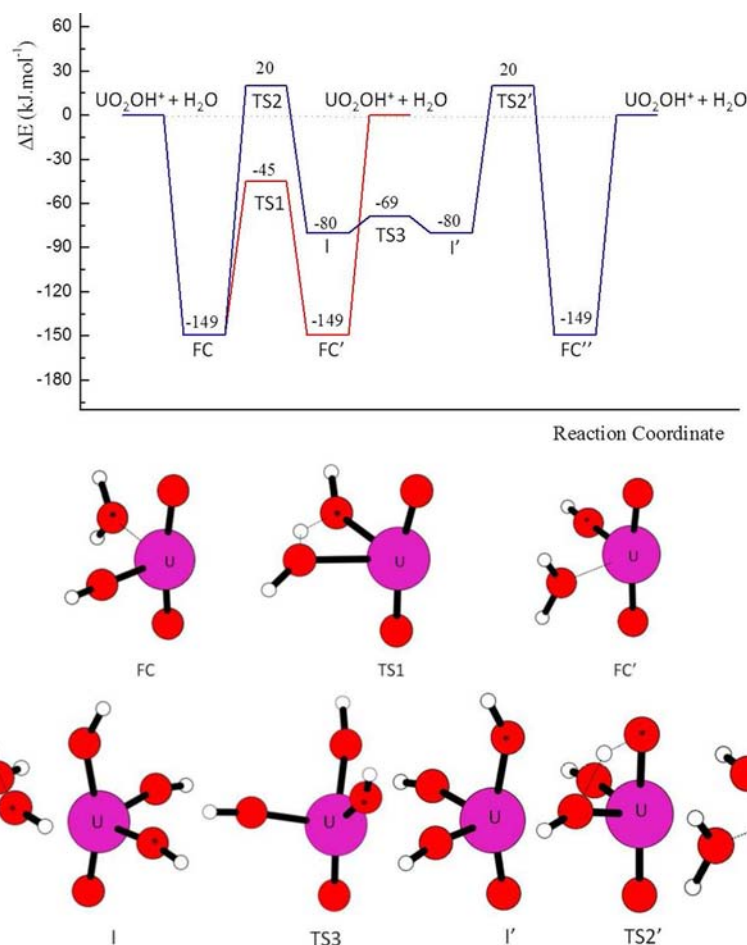 60
30
0
-30
-60
-90
-120
-150
-180
ΔE (kJ.mol⁻¹)
UO₂OH⁺ + H₂O
20
TS2
UO₂OH⁺ + H₂O
20
TS2′
UO₂OH⁺ + H₂O
-45
TS1
-80
I
-69
TS3
-80
I′
-149
FC
-149
FC′
-149
FC′′
Reaction Coordinate
*
U
*
U
*
U
FC
TS1
FC′
*
U
*
U
*
*
U
*
U
I
TS3
I′
TS2′